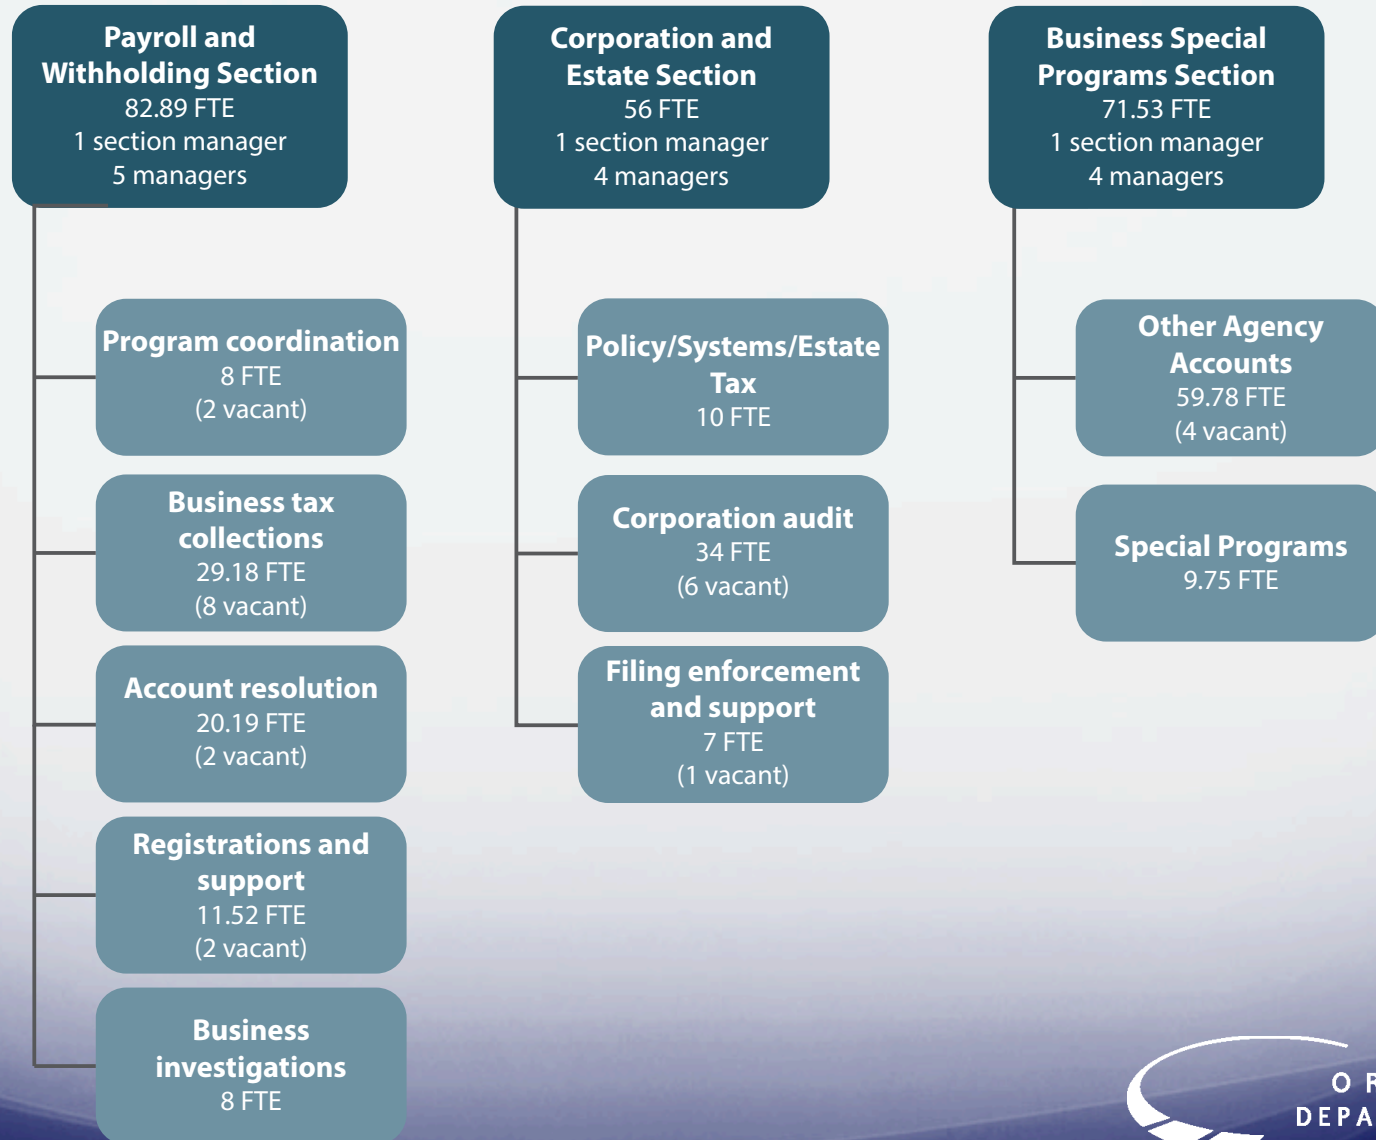 Payroll and
Withholding Section
82.89 FTE
1 section manager
5 managers
Program coordination
8 FTE
(2 vacant)
Business tax
collections
29.18 FTE
(8 vacant)
Account resolution
20.19 FTE
(2 vacant)
Registrations and
support
11.52 FTE
(2 vacant)
Business
investigations
8 FTE
Corporation and
Estate Section
56 FTE
1 section manager
4 managers
Policy/Systems/Estate
Tax
10 FTE
Corporation audit
34 FTE
(6 vacant)
Filing enforcement
and support
7 FTE
(1 vacant)
Business Special
Programs Section
71.53 FTE
1 section manager
4 managers
Other Agency
Accounts
59.78 FTE
(4 vacant)
Special Programs
9.75 FTE
O R
DEPA